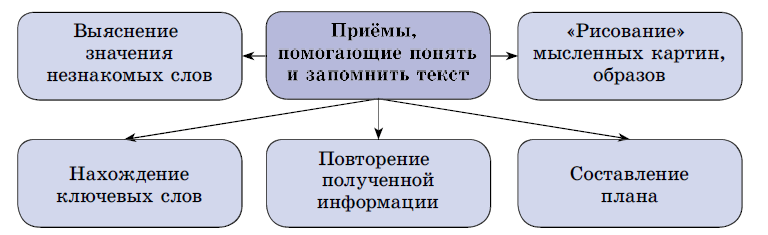 Выяснение
значения
незнакомых слов
Приёмы,
помогающие понять
и запомнить текст
«Рисование»
мысленных картин,
образов
Нахождение
ключевых слов
Повторение
полученной
информации
Составление
плана